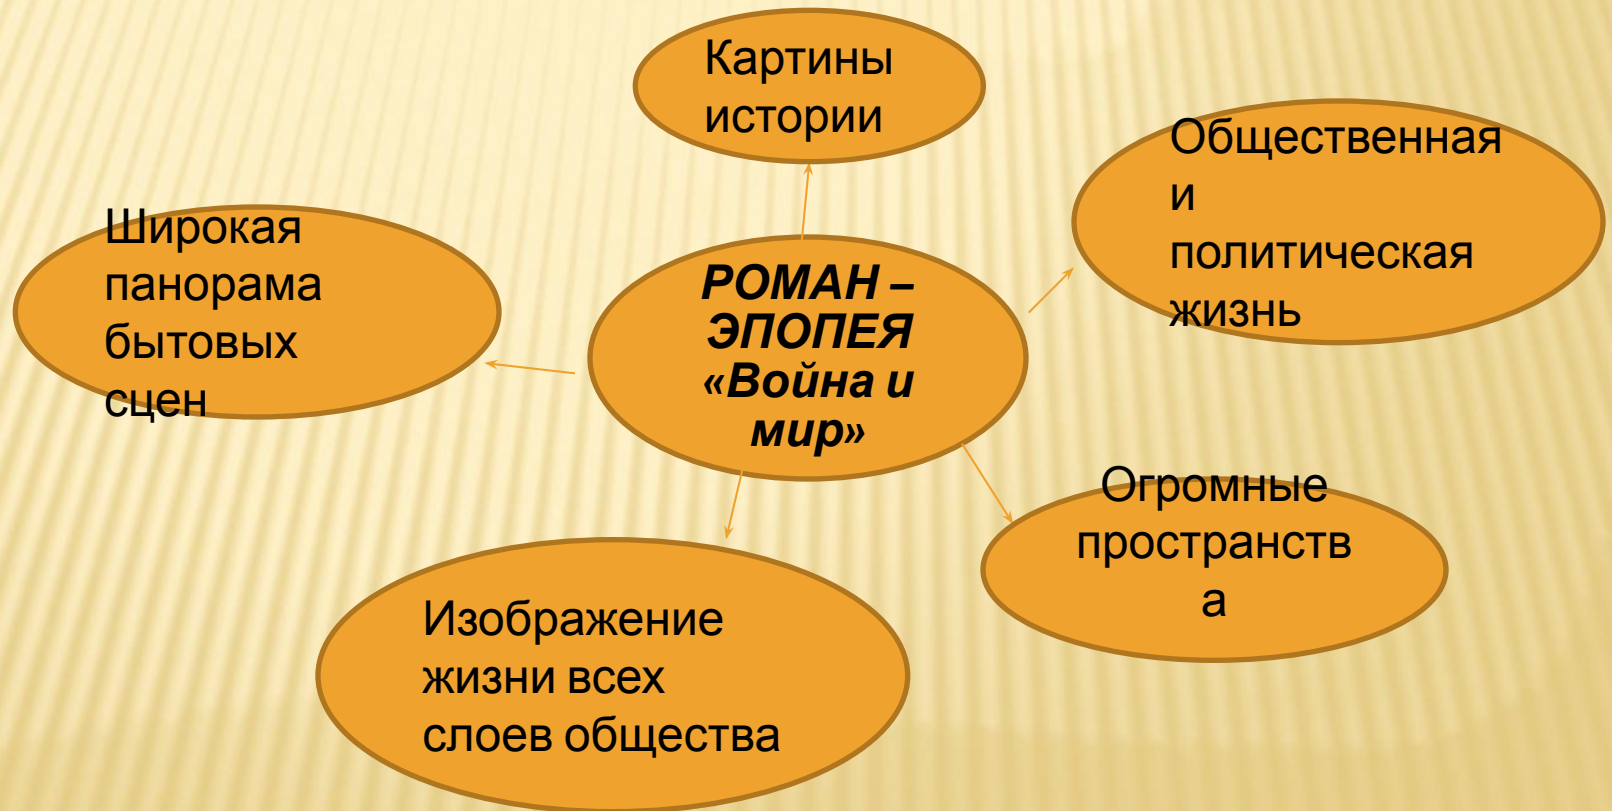 Картины
истории
Общественная
и
политическая
жизнь
Широкая
панорама
бытовых
сцен
РОМАН –
ЭПОПЕЯ
«Война и
мир»
Огромные
пространств
а
Изображение
жизни всех
слоев общества